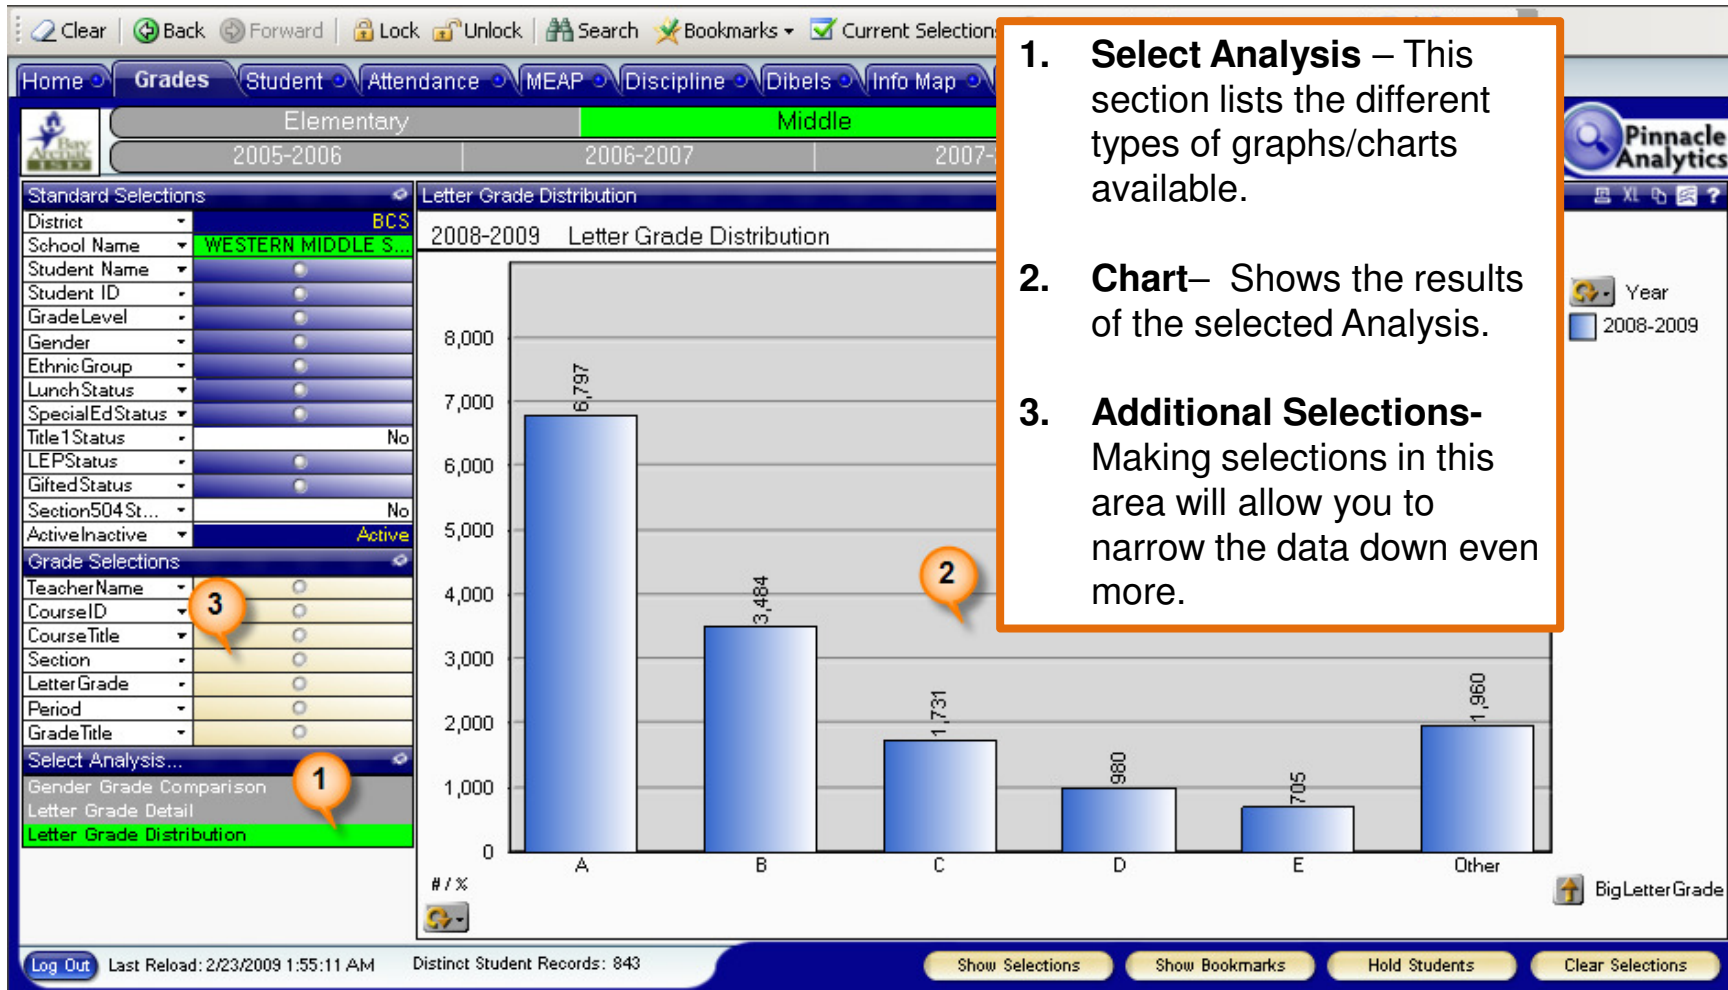 Clear Back Forward Lock Unlock Search Bookmarks Current Selection
Home Grades Student Attendance MEAP Discipline Dibels Info Map
Elementary Middle
2005-2006 2006-2007 2007-
Bay
Arenac
ISD
Pinnacle
Analytics
Standard Selections
District BCS
School Name WESTERN MIDDLE S...
Student Name
Student ID
GradeLevel
Gender
EthnicGroup
LunchStatus
SpecialEdStatus
Title1Status No
LEPStatus
GiftedStatus
Section504St... No
ActiveInactive Active
Grade Selections
TeacherName
CourseID
CourseTitle
Section
LetterGrade
Period
GradeTitle
3
Select Analysis...
Gender Grade Comparison
Letter Grade Detail
Letter Grade Distribution
1
Letter Grade Distribution
XL ?
2008-2009 Letter Grade Distribution
8,000
7,000
6,000
5,000
4,000
3,000
2,000
1,000
0
6,797
3,484
1,731
980
705
1,960
A B C D E Other
# / %
2
Year
2008-2009
BigLetterGrade
1. Select Analysis – This
section lists the different
types of graphs/charts
available.
2. Chart– Shows the results
of the selected Analysis.
3. Additional Selections-
Making selections in this
area will allow you to
narrow the data down even
more.
Log Out Last Reload: 2/23/2009 1:55:11 AM Distinct Student Records: 843 Show Selections Show Bookmarks Hold Students Clear Selections